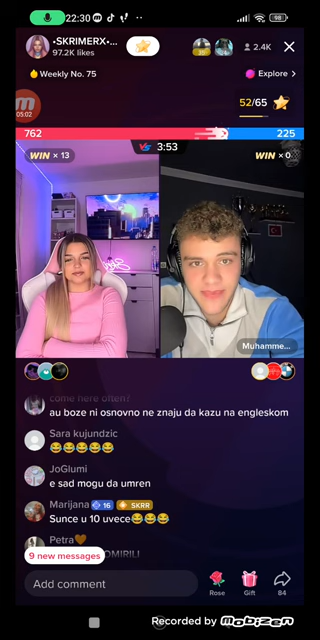 22:30
98
•SKRIMERX•...
97.2K likes
2.4K
Weekly No. 75
Explore >
05:02
52/65
762
225
WIN × 13
VS 3:53
WIN × 0
Muhamme...
come here often?
au boze ni osnovno ne znaju da kazu na engleskom
Sara kujundzic
😂😂😂😂😂
JoGlumi
e sad mogu da umren
Marijana 16 SKRR
Sunce u 10 uvece😂😂😂
Petra🤎
9 new messages
OMIRILI
Add comment
Rose
Gift
84
Recorded by MOBIZEN